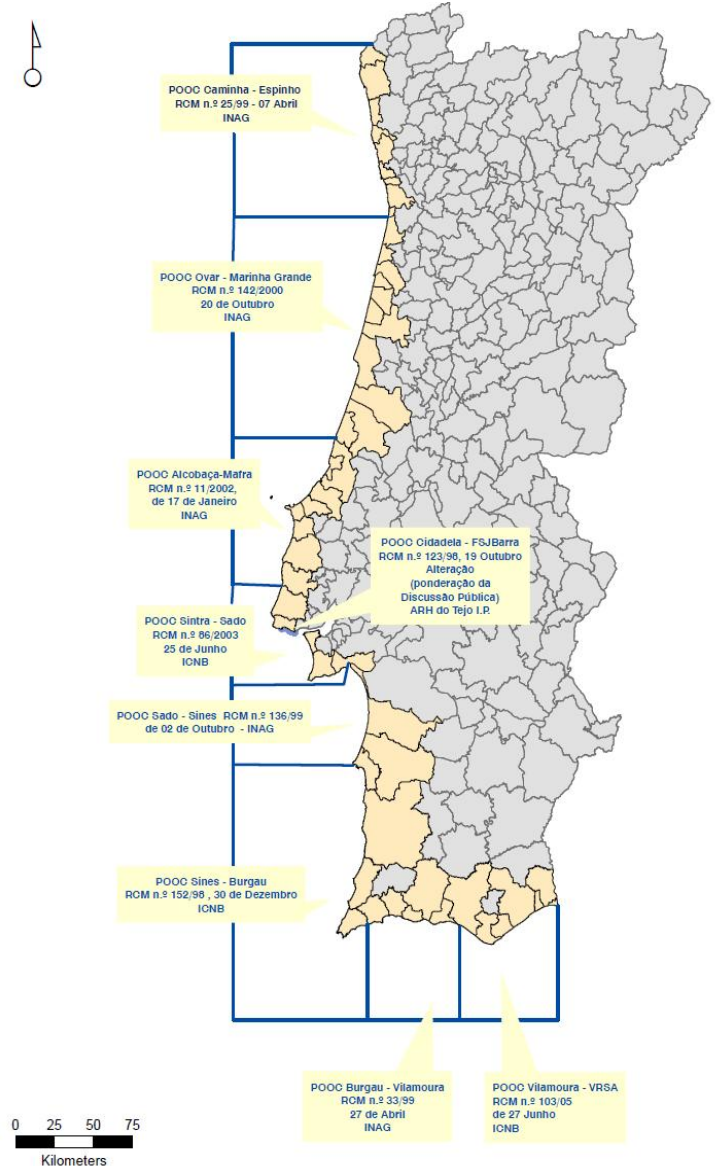 POOC Caminha - Espinho
RCM n.º 25/99 - 07 Abril
INAG
POOC Ovar - Marinha Grande
RCM n.º 142/2000
20 de Outubro
INAG
POOC Alcobaça-Mafra
RCM n.º 11/2002,
de 17 de Janeiro
INAG
POOC Cidadela - FSJBarra
RCM n.º 123/98, 19 Outubro
Alteração
(ponderação da
Discussão Pública)
ARH do Tejo I.P.
POOC Sintra - Sado
RCM n.º 86/2003
25 de Junho
ICNB
POOC Sado - Sines RCM n.º 136/99
de 02 de Outubro - INAG
POOC Sines - Burgau
RCM n.º 152/98 , 30 de Dezembro
ICNB
POOC Burgau - Vilamoura
RCM n.º 33/99
27 de Abril
INAG
POOC Vilamoura - VRSA
RCM n.º 103/05
de 27 Junho
ICNB
0 25 50 75
Kilometers